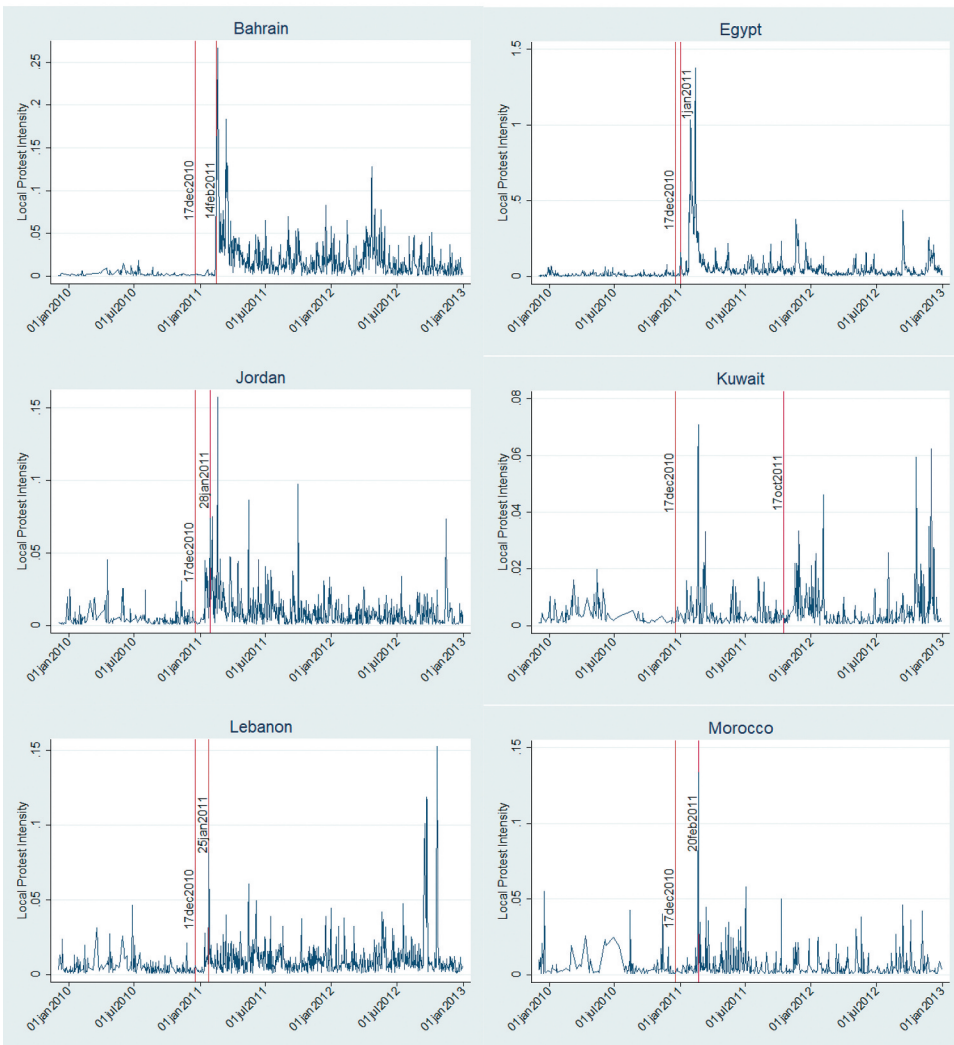 Bahrain
Local Protest Intensity
.25
.2
.15
.1
.05
0
17dec2010
14feb2011
01jan2010
01jul2010
01jan2011
01jul2011
01jan2012
01jul2012
01jan2013
Egypt
Local Protest Intensity
1.5
1
.5
0
17dec2010
1jan2011
01jan2010
01jul2010
01jan2011
01jul2011
01jan2012
01jul2012
01jan2013
Jordan
Local Protest Intensity
.15
.1
.05
0
17dec2010
28jan2011
01jan2010
01jul2010
01jan2011
01jul2011
01jan2012
01jul2012
01jan2013
Kuwait
Local Protest Intensity
.08
.06
.04
.02
0
17dec2010
17oct2011
01jan2010
01jul2010
01jan2011
01jul2011
01jan2012
01jul2012
01jan2013
Lebanon
Local Protest Intensity
.15
.1
.05
0
17dec2010
25jan2011
01jan2010
01jul2010
01jan2011
01jul2011
01jan2012
01jul2012
01jan2013
Morocco
Local Protest Intensity
.15
.1
.05
0
17dec2010
20feb2011
01jan2010
01jul2010
01jan2011
01jul2011
01jan2012
01jul2012
01jan2013